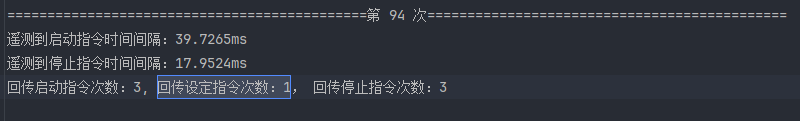 =============================================第 94 次=============================================
遥测到启动指令时间间隔：39.7265ms
遥测到停止指令时间间隔：17.9524ms
回传启动指令次数：3, 回传设定指令次数：1， 回传停止指令次数：3